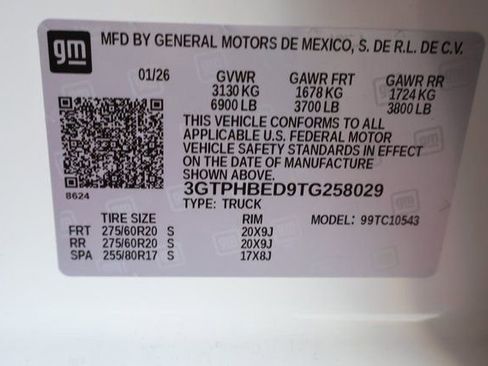 gm MFD BY GENERAL MOTORS DE MEXICO, S. DE R.L. DE C.V.
01/26 GVWR GAWR FRT GAWR RR
3130 KG 1678 KG 1724 KG
6900 LB 3700 LB 3800 LB
THIS VEHICLE CONFORMS TO ALL
APPLICABLE U.S. FEDERAL MOTOR
VEHICLE SAFETY STANDARDS IN EFFECT
ON THE DATE OF MANUFACTURE
SHOWN ABOVE.
8624 3GTPHBED9TG258029
TYPE: TRUCK
TIRE SIZE RIM MODEL: 99TC10543
FRT 275/60R20 S 20X9J
RR 275/60R20 S 20X9J
SPA 255/80R17 S 17X8J